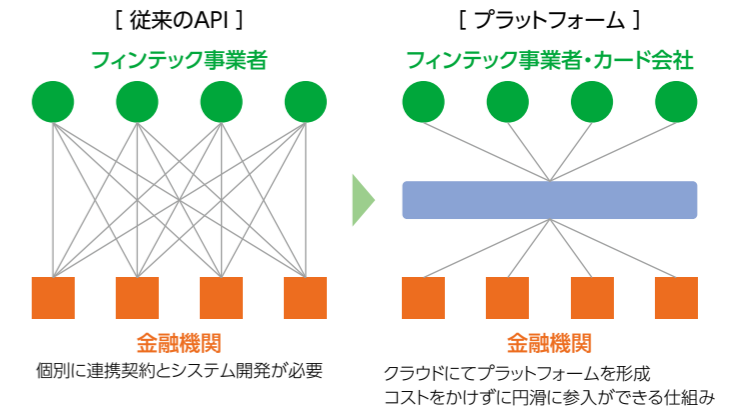 [ 従来のAPI ]
フィンテック事業者
金融機関
個別に連携契約とシステム開発が必要
[ プラットフォーム ]
フィンテック事業者・カード会社
金融機関
クラウドにてプラットフォームを形成
コストをかけずに円滑に参入ができる仕組み